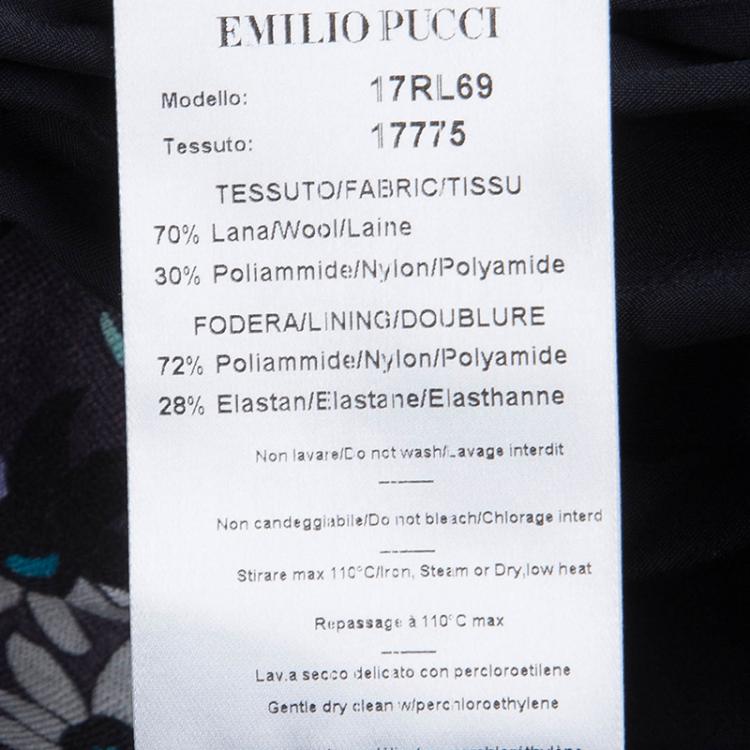 EMILIO PUCCI
Modello: 17RL69
Tessuto: 17775
TESSUTO/FABRIC/TISSU
70% Lana/Wool/Laine
30% Poliammide/Nylon/Polyamide
FODERA/LINING/DOUBLURE
72% Poliammide/Nylon/Polyamide
28% Elastan/Elastane/Elasthanne
Non lavare/Do not wash/Lavage interdit
Non candeggiabile/Do not bleach/Chlorage interd
Stirare max 110°C/Iron, Steam or Dry,low heat
Repassage à 110°C max
Lav.a secco delicato con percloroetilene
Gentle dry clean w/perchloroethylene